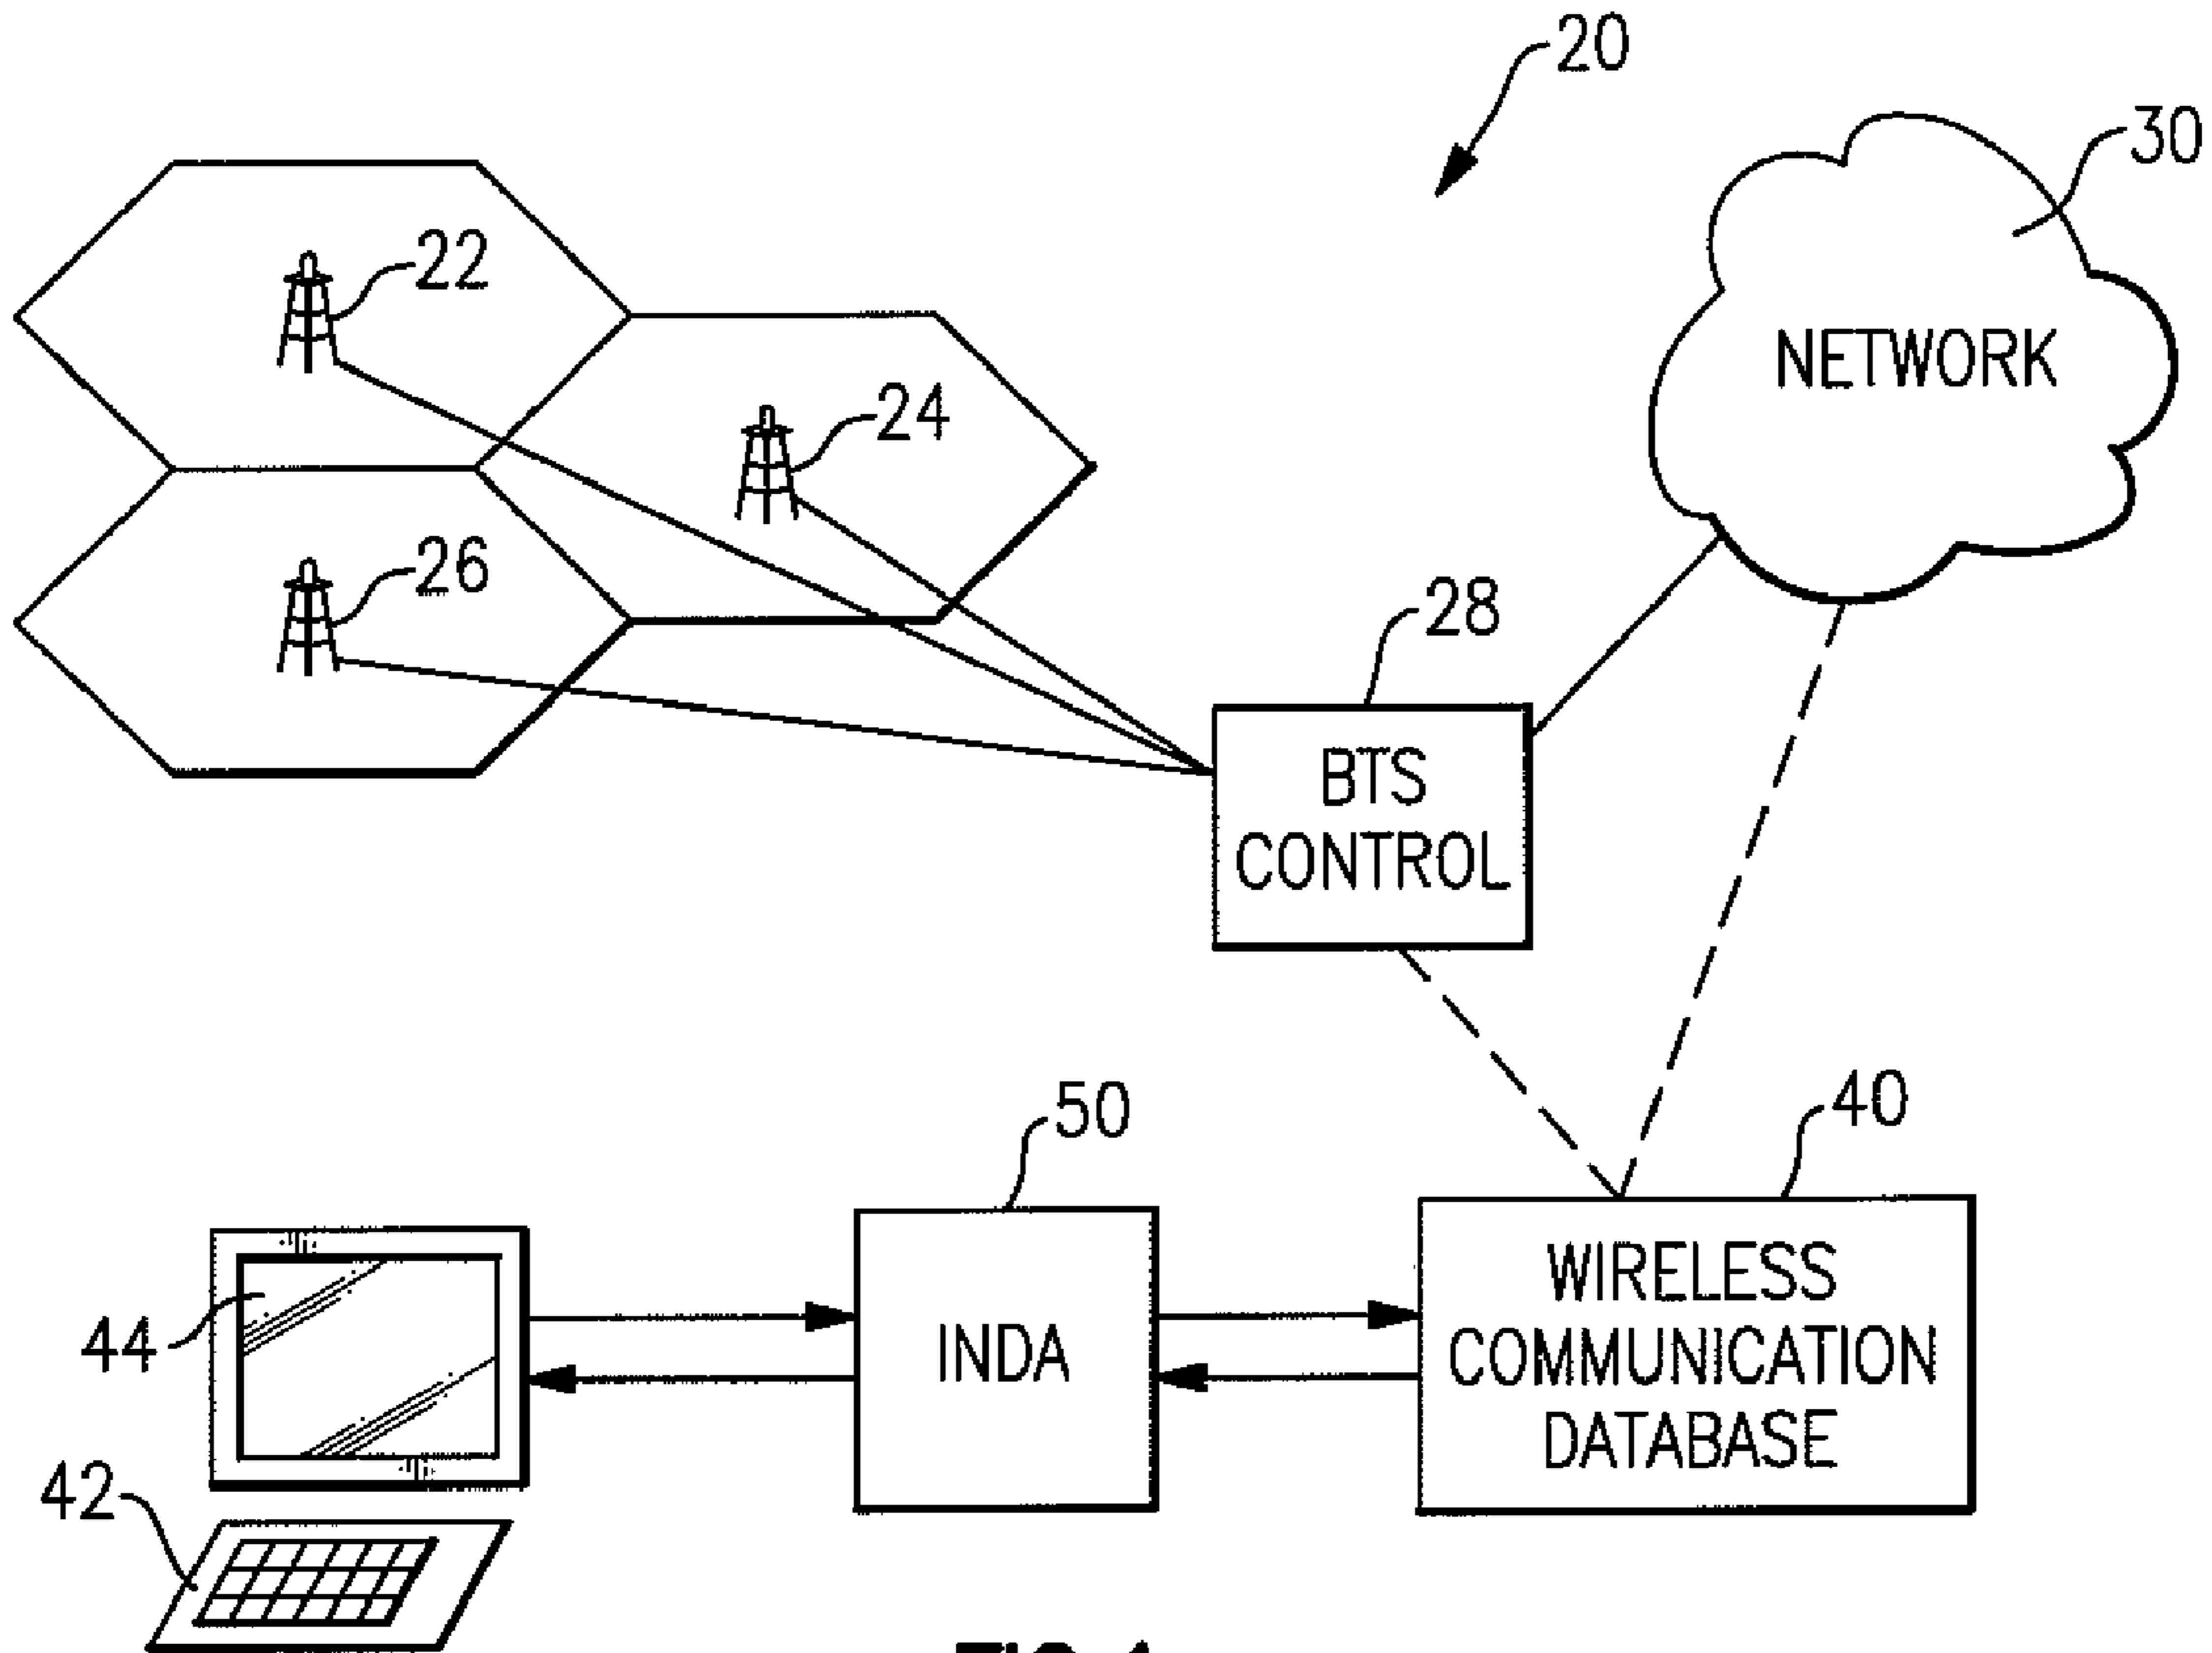 20
30
22
NETWORK
24
26
28
BTS
CONTROL
50
40
WIRELESS
COMMUNICATION
DATABASE
44
INDA
42